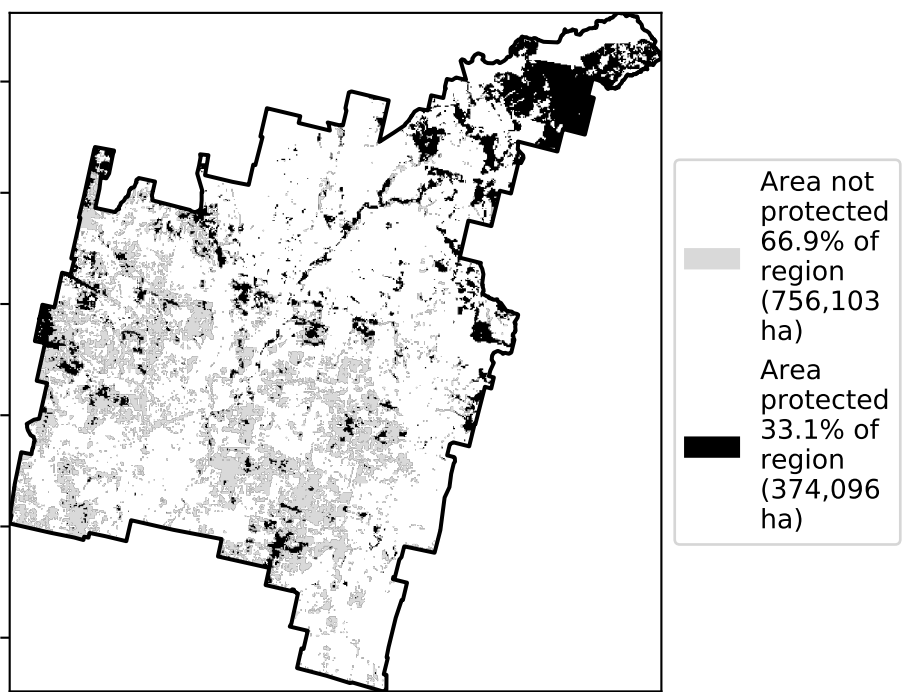 Area not
protected
66.9% of
region
(756,103
ha)
Area
protected
33.1% of
region
(374,096
ha)